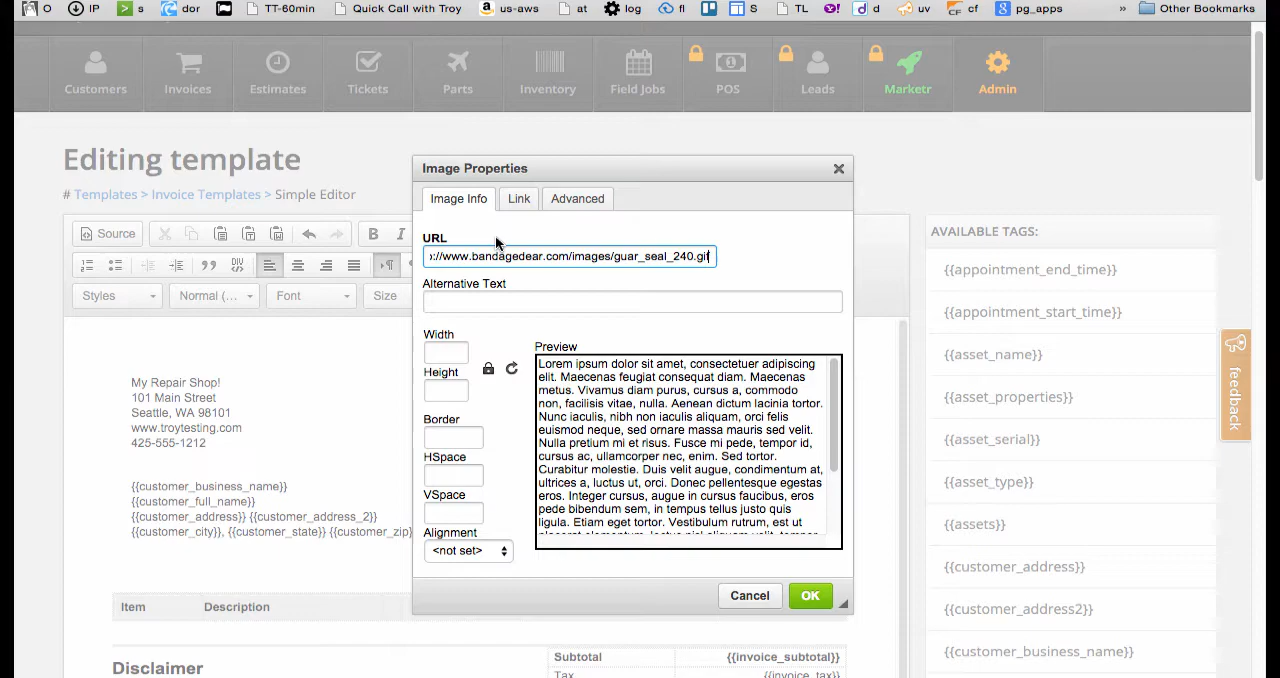 O IP s dor TT-60min Quick Call with Troy us-aws at log fl S TL d uv cf pg_apps » Other Bookmarks
Customers Invoices Estimates Tickets Parts Inventory Field Jobs POS Leads Marketr Admin
Editing template
# Templates > Invoice Templates > Simple Editor
Image Properties
Image Info Link Advanced
URL
://www.bandagedear.com/images/guar_seal_240.gif
Alternative Text
Width
Height
Border
HSpace
VSpace
Alignment
<not set>
Preview
Lorem ipsum dolor sit amet, consectetuer adipiscing
elit. Maecenas feugiat consequat diam. Maecenas
metus. Vivamus diam purus, cursus a, commodo
non, facilisis vitae, nulla. Aenean dictum lacinia tortor.
Nunc iaculis, nibh non iaculis aliquam, orci felis
euismod neque, sed ornare massa mauris sed velit.
Nulla pretium mi et risus. Fusce mi pede, tempor id,
cursus ac, ullamcorper nec, enim. Sed tortor.
Curabitur molestie. Duis velit augue, condimentum at,
ultrices a, luctus ut, orci. Donec pellentesque egestas
eros. Integer cursus, augue in cursus faucibus, eros
pede bibendum sem, in tempus tellus justo quis
ligula. Etiam eget tortor. Vestibulum rutrum, est ut
Cancel OK
Source B I
Styles Normal (... Font Size
My Repair Shop!
101 Main Street
Seattle, WA 98101
www.troytesting.com
425-555-1212
{{customer_business_name}}
{{customer_full_name}}
{{customer_address}} {{customer_address_2}}
{{customer_city}}, {{customer_state}} {{customer_zip}
Item Description
Disclaimer
Subtotal {{invoice_subtotal}}
Tax {{invoice_tax}}
AVAILABLE TAGS:
{{appointment_end_time}}
{{appointment_start_time}}
{{asset_name}}
{{asset_properties}}
{{asset_serial}}
{{asset_type}}
{{assets}}
{{customer_address}}
{{customer_address2}}
{{customer_business_name}}
feedback